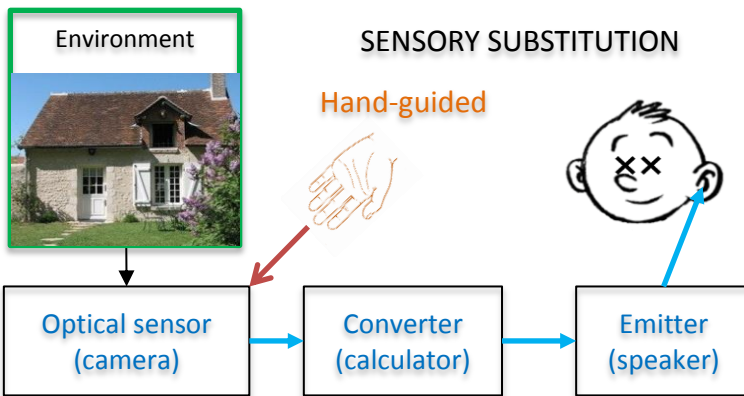 Environment
SENSORY SUBSTITUTION
Hand-guided
Optical sensor
(camera)
Converter
(calculator)
Emitter
(speaker)